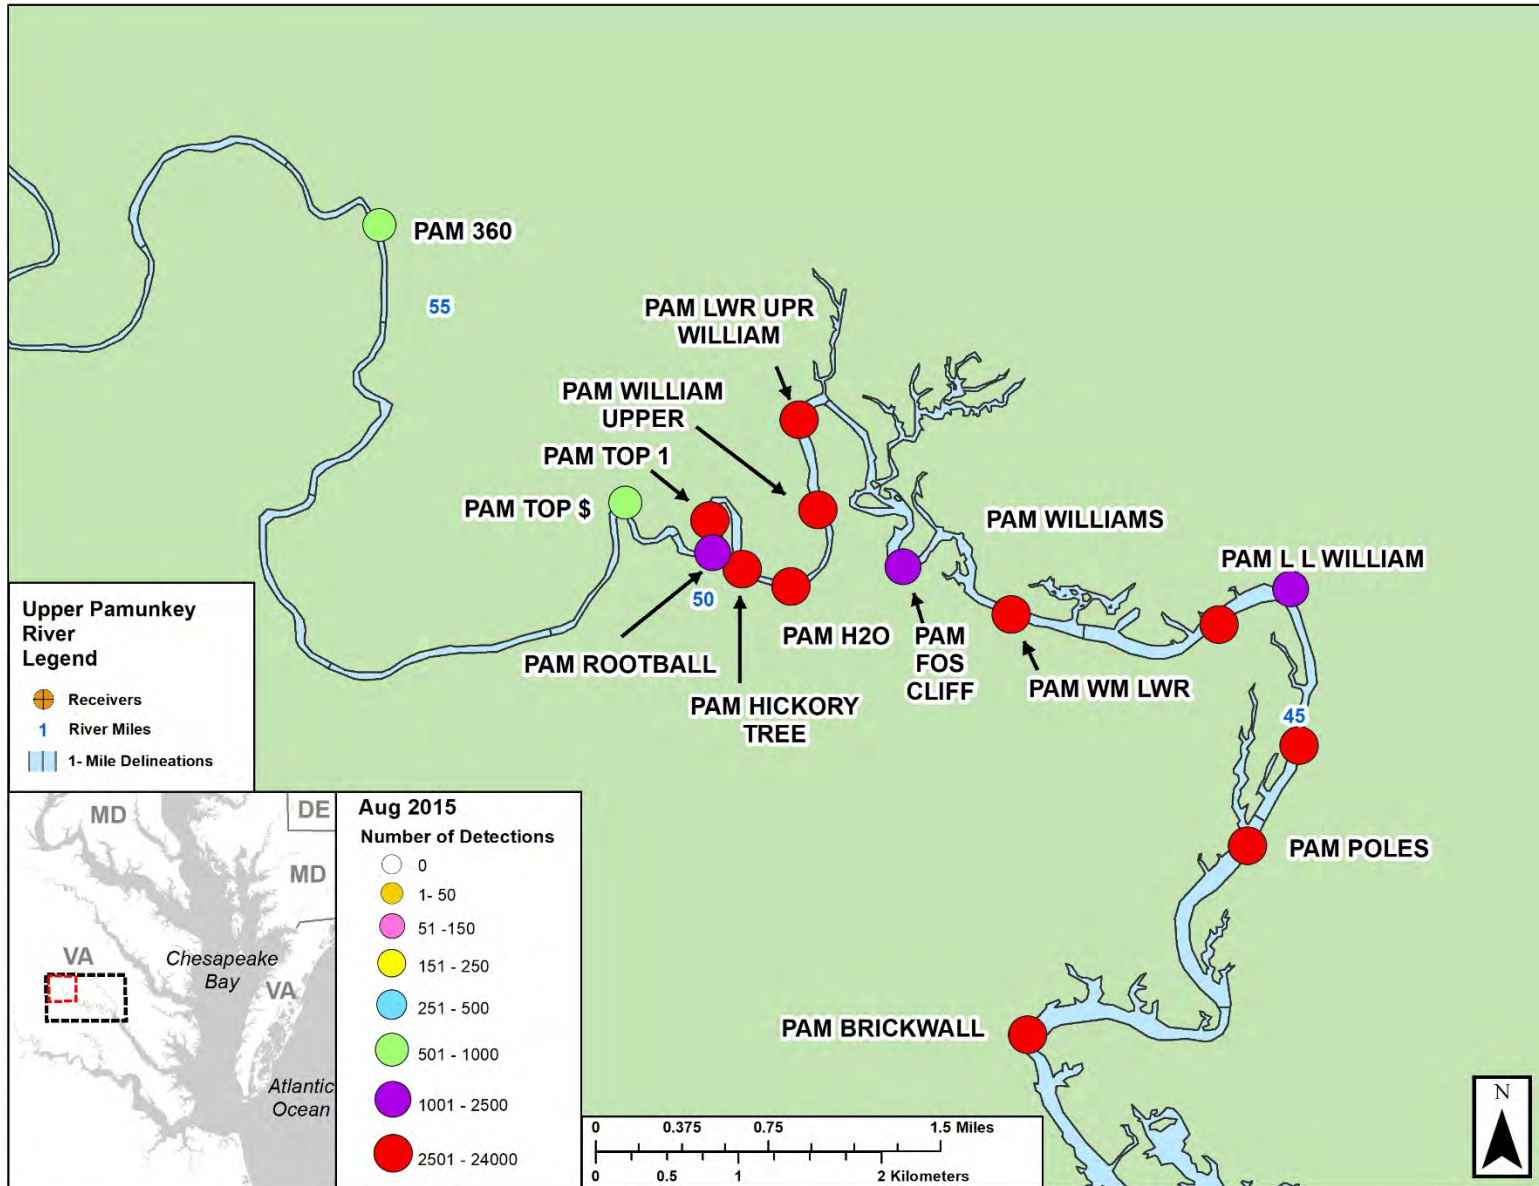 PAM 360
55
PAM LWR UPR
WILLIAM
PAM WILLIAM
UPPER
PAM TOP 1
PAM TOP $
PAM WILLIAMS
PAM L L WILLIAM
50
PAM ROOTBALL
PAM H2O
PAM
FOS
CLIFF
PAM WM LWR
PAM HICKORY
TREE
45
PAM POLES
PAM BRICKWALL
Upper Pamunkey
River
Legend
Receivers
1 River Miles
1- Mile Delineations
MD
DE
MD
VA
Chesapeake
Bay
VA
Atlantic
Ocean
Aug 2015
Number of Detections
0
1- 50
51 -150
151 - 250
251 - 500
501 - 1000
1001 - 2500
2501 - 24000
0 0.375 0.75 1.5 Miles
0 0.5 1 2 Kilometers
N